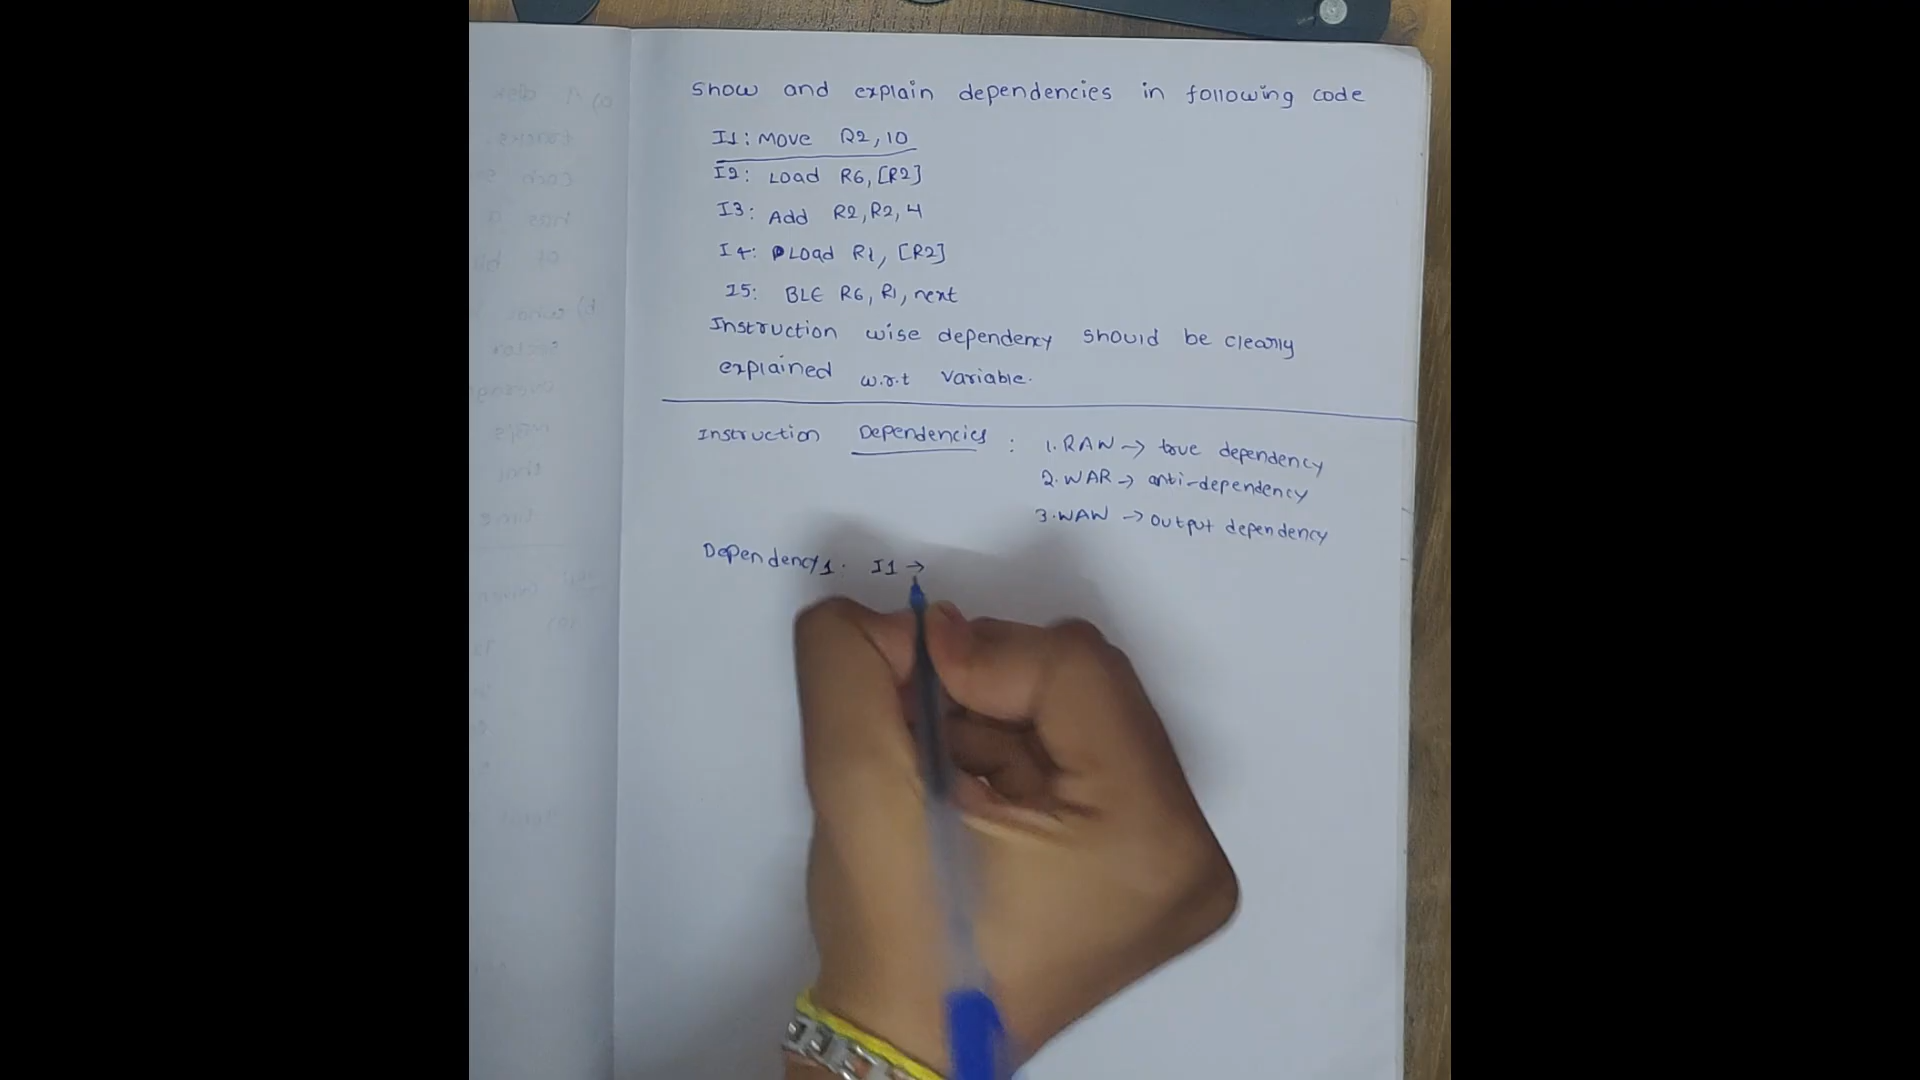 Show and explain dependencies in following code
I1: Move R2, 10
I2: Load R6, [R2]
I3: Add R2, R2, 4
I4: Load R1, [R2]
I5: BLE R6, R1, next
Instruction wise dependency should be clearly
explained w.r.t variable.
Instruction Dependencies : 1. RAW → true dependency
2. WAR → anti-dependency
3. WAW → output dependency
Dependency 1. I1 →